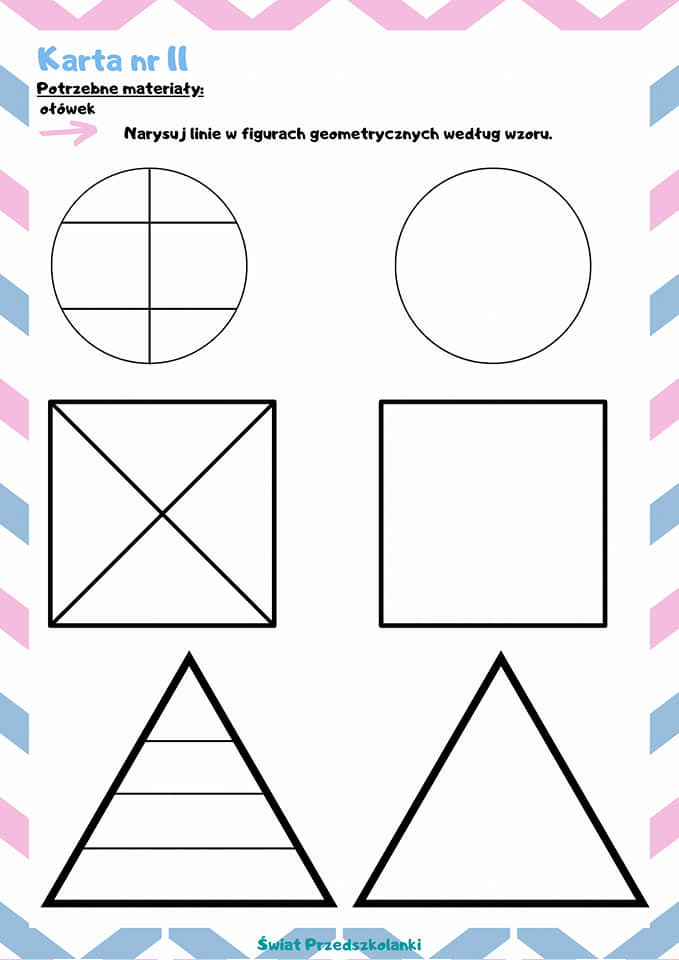 Karta nr 11
Potrzebne materiały:
ołówek
Narysuj linie w figurach geometrycznych według wzoru.
Świat Przedszkolanki